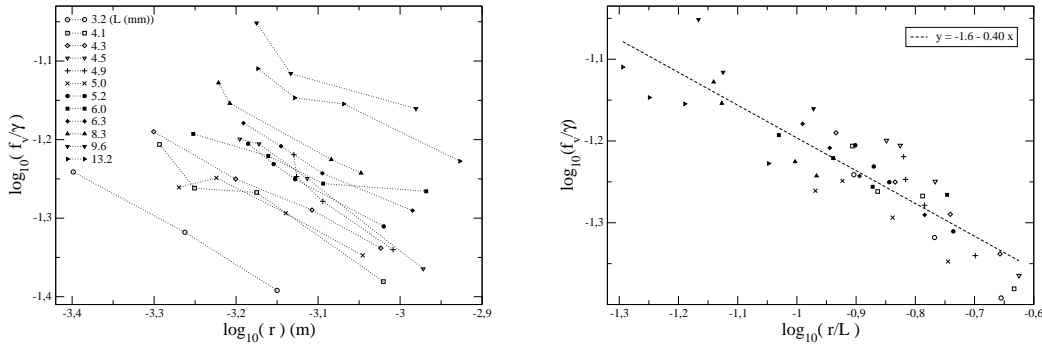 -1,1
-1,2
-1,3
-1,4
log10( fv/γ)
3.2 (L (mm))
4.1
4.3
4.5
4.9
5.0
5.2
6.0
6.3
8.3
9.6
13.2
-3,4 -3,3 -3,2 -3,1 -3 -2,9
log10( r ) (m)
-1,1
-1,2
-1,3
log10( fv/γ)
y = -1.6 - 0.40 x
-1,3 -1,2 -1,1 -1 -0,9 -0,8 -0,7 -0,6
log10( r/L )